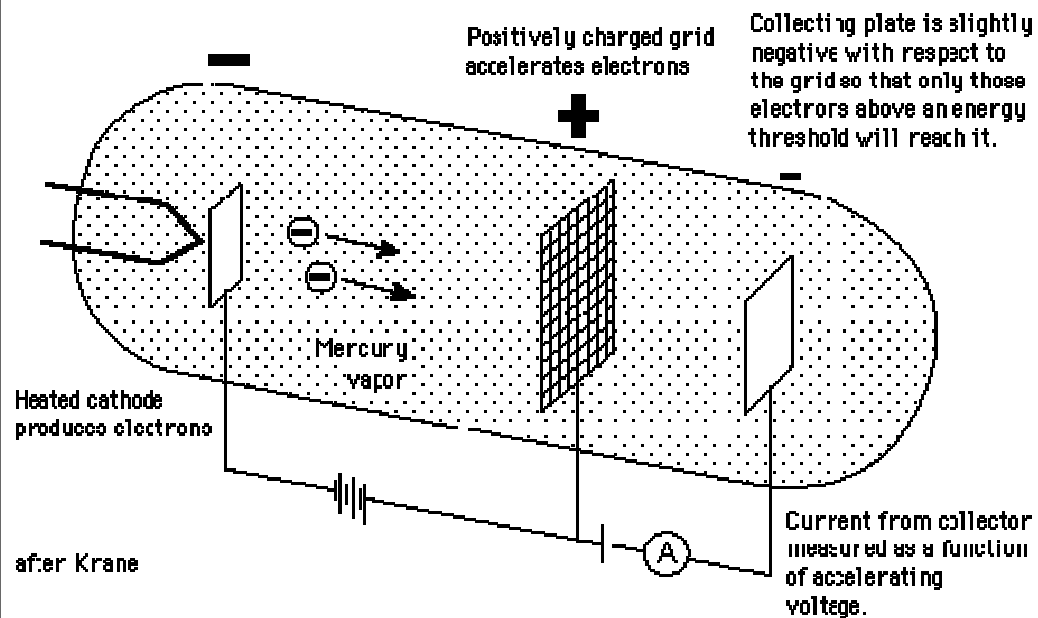 Positively charged grid
accelerates electrons
Collecting plate is slightly
negative with respect to
the grid so that only those
electrors above an energy
threshold will reach it.
Mercury
vapor
Heated cathode
produces electrons
A
Current from collector
measured as a function
of accelerating
voltage.
after Krane